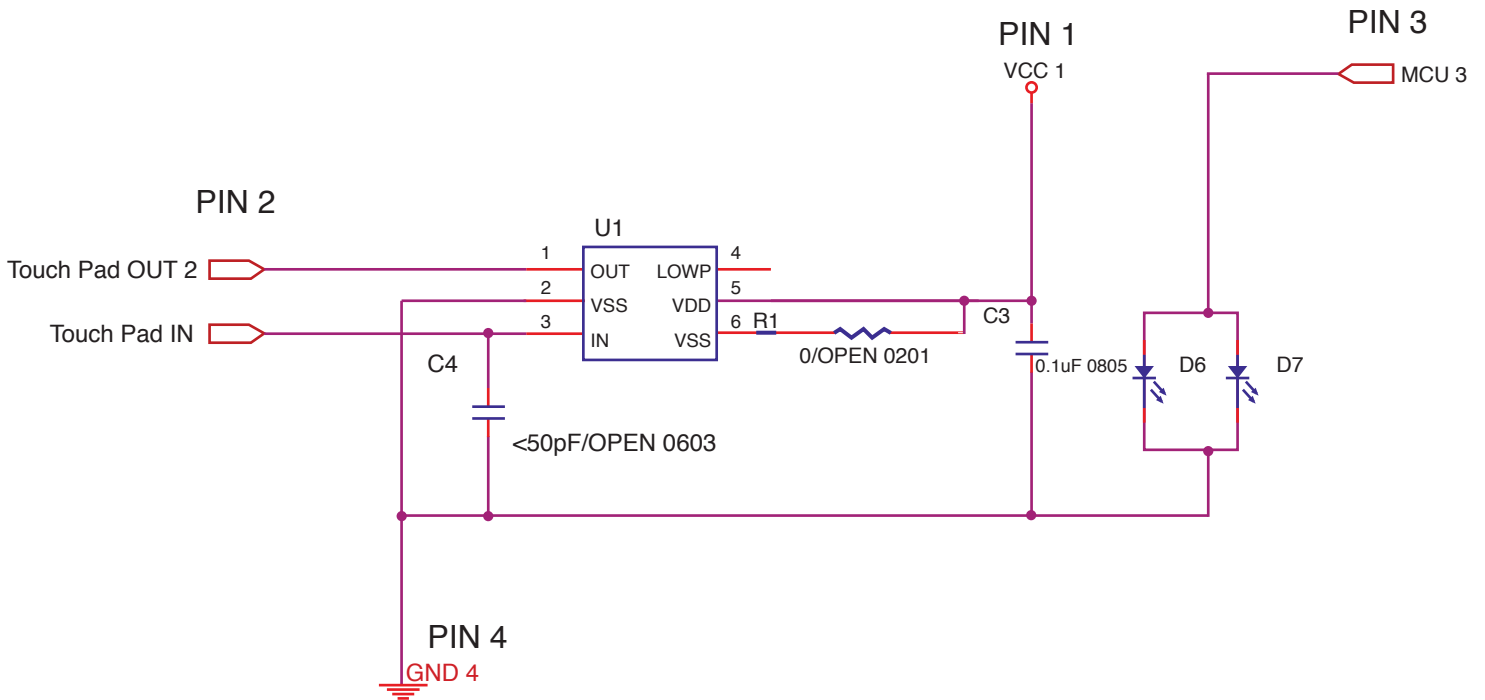 PIN 3
PIN 1
VCC 1
MCU 3
PIN 2
U1
Touch Pad OUT 2
1
OUT
LOWP
4
2
VSS
VDD
5
Touch Pad IN
3
IN
VSS
6
R1
0/OPEN 0201
C3
0.1uF 0805
D6
D7
C4
<50pF/OPEN 0603
PIN 4
GND 4